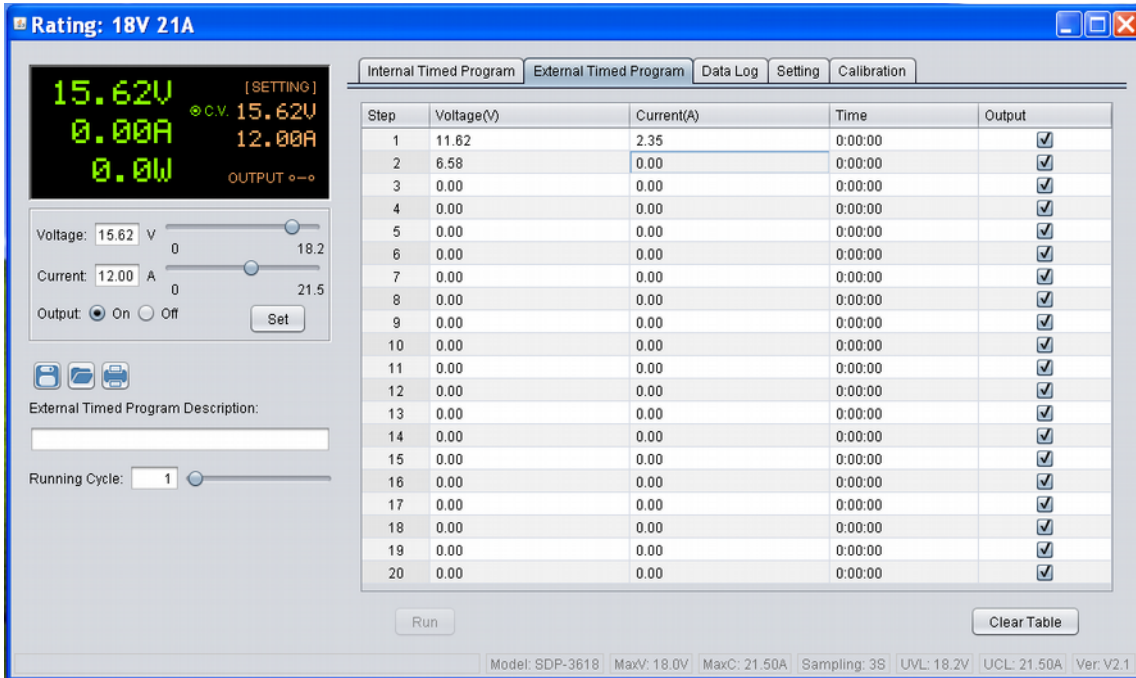 Rating: 18V 21A
15.62V
[SETTING]
C.V. 15.62V
0.00A
12.00A
0.0W
OUTPUT
Voltage: 15.62 V
0 18.2
Current: 12.00 A
0 21.5
Output: On Off
Set
External Timed Program Description:
Running Cycle: 1
Internal Timed Program External Timed Program Data Log Setting Calibration
Step Voltage(V) Current(A) Time Output
1 11.62 2.35 0:00:00
2 6.58 0.00 0:00:00
3 0.00 0.00 0:00:00
4 0.00 0.00 0:00:00
5 0.00 0.00 0:00:00
6 0.00 0.00 0:00:00
7 0.00 0.00 0:00:00
8 0.00 0.00 0:00:00
9 0.00 0.00 0:00:00
10 0.00 0.00 0:00:00
11 0.00 0.00 0:00:00
12 0.00 0.00 0:00:00
13 0.00 0.00 0:00:00
14 0.00 0.00 0:00:00
15 0.00 0.00 0:00:00
16 0.00 0.00 0:00:00
17 0.00 0.00 0:00:00
18 0.00 0.00 0:00:00
19 0.00 0.00 0:00:00
20 0.00 0.00 0:00:00
Run Clear Table
Model: SDP-3618 MaxV: 18.0V MaxC: 21.50A Sampling: 3S UVL: 18.2V UCL: 21.50A Ver: V2.1